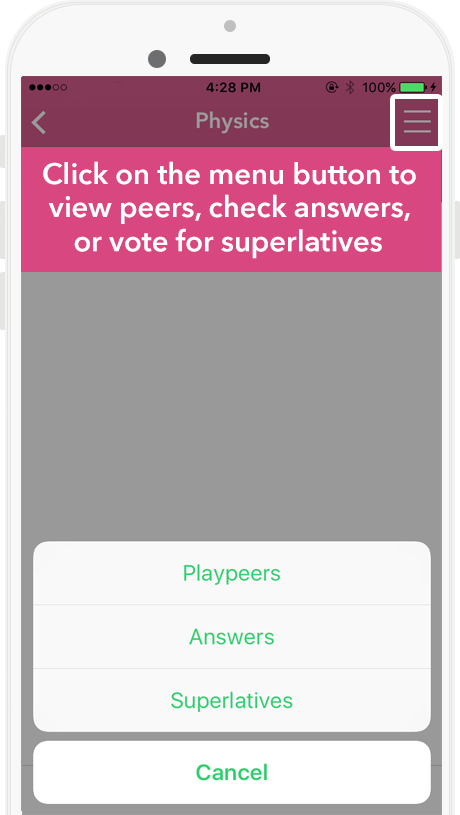 4:28 PM 100%
Physics
Click on the menu button to
view peers, check answers,
or vote for superlatives
Playpeers
Answers
Superlatives
Cancel